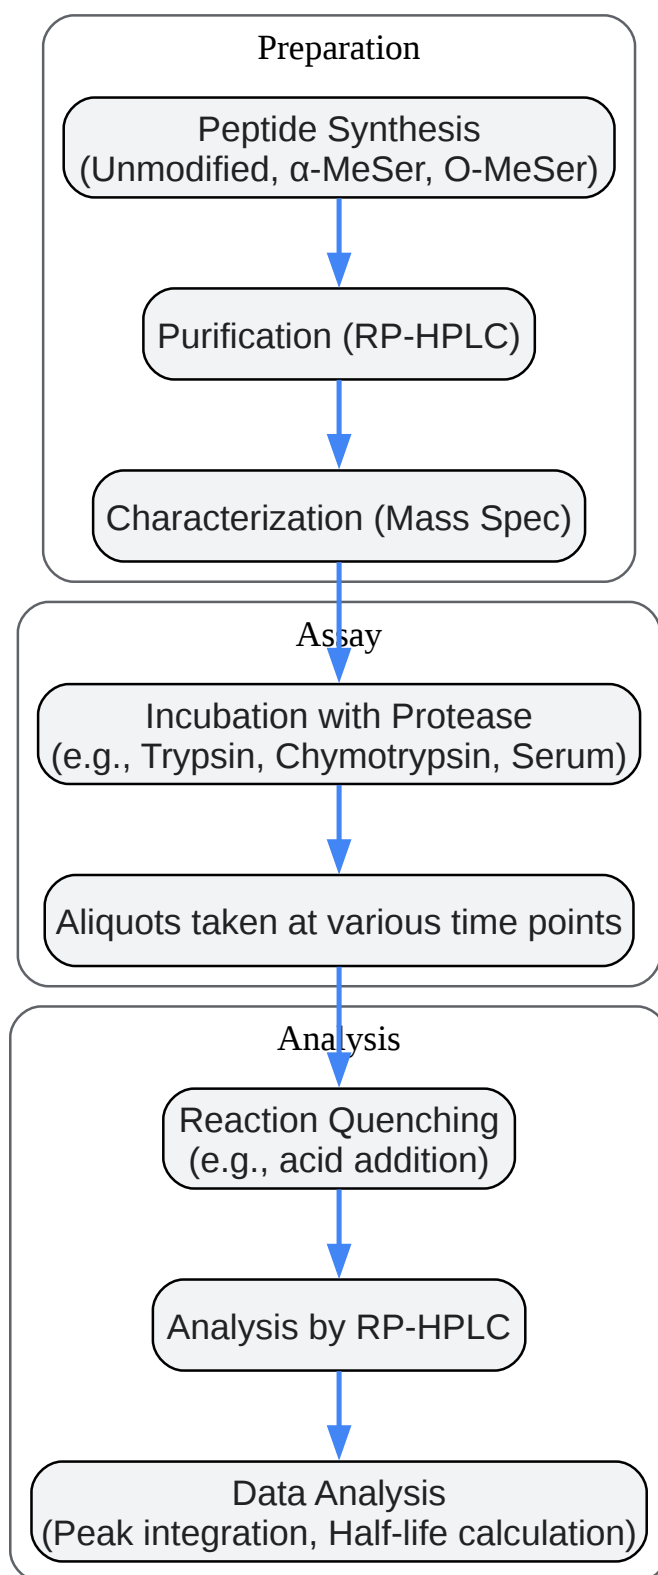 Preparation
Peptide Synthesis
(Unmodified, α-MeSer, O-MeSer)
Purification (RP-HPLC)
Characterization (Mass Spec)
Assay
Incubation with Protease
(e.g., Trypsin, Chymotrypsin, Serum)
Aliquots taken at various time points
Analysis
Reaction Quenching
(e.g., acid addition)
Analysis by RP-HPLC
Data Analysis
(Peak integration, Half-life calculation)